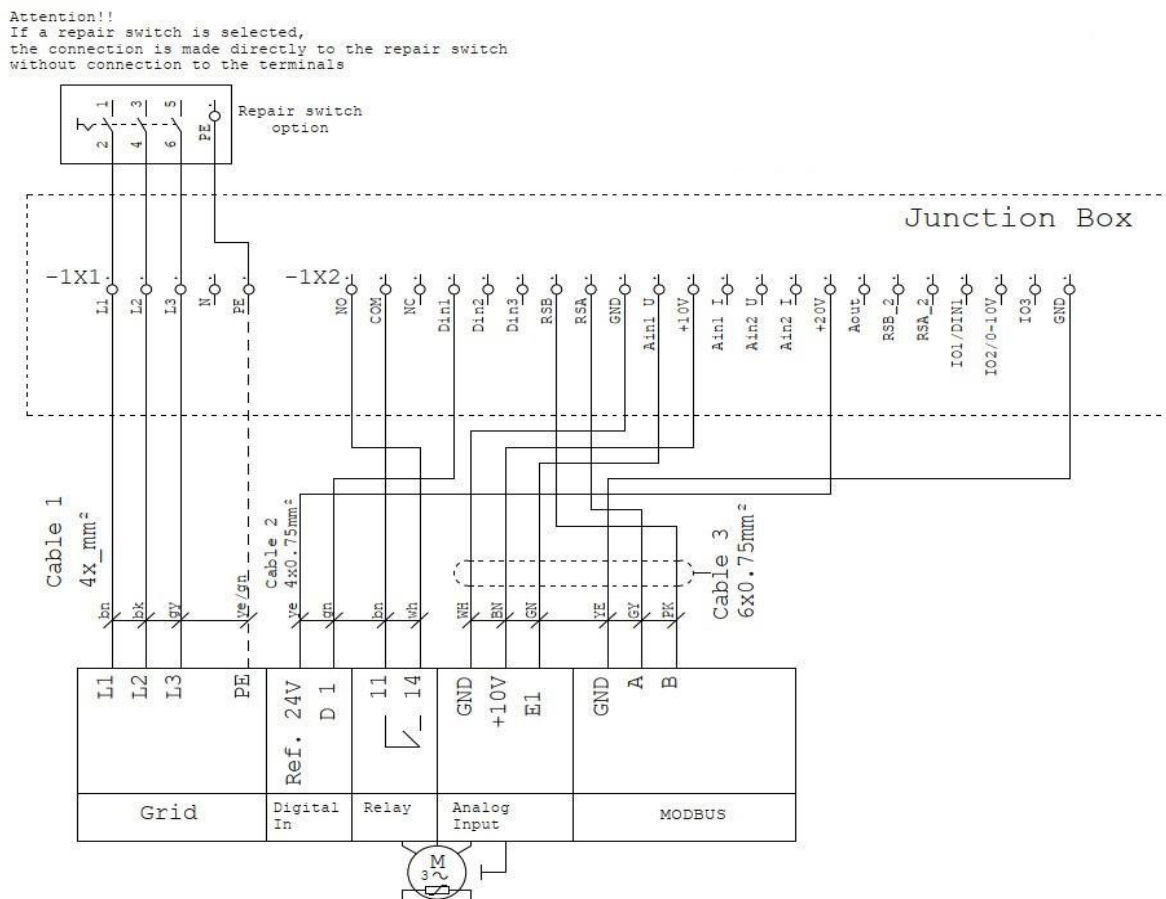 Attention!!
If a repair switch is selected,
the connection is made directly to the repair switch
without connection to the terminals
1 3 5
2 4 6 PE
Repair switch
option
Junction Box
-1X1
L1 L2 L3 N PE
-1X2
NO COM NC Din1 Din2 Din3 RSB RSA GND Ain1 U +10V Ain1 I Ain2 U Ain2 I +20V Aout RSB_2 RSA_2 IO1/DIN1 IO2/0-10V IO3 GND
Cable 1
4x_mm²
Cable 2
4x0.75mm²
Cable 3
6x0.75mm²
bn bk gy ye/gn ye gn bn wh WH BN GN YE GY PK
L1 L2 L3 PE Ref. 24V D 1 11 14 GND +10V E1 GND A B
Grid
Digital
In
Relay
Analog
Input
MODBUS
M
3~